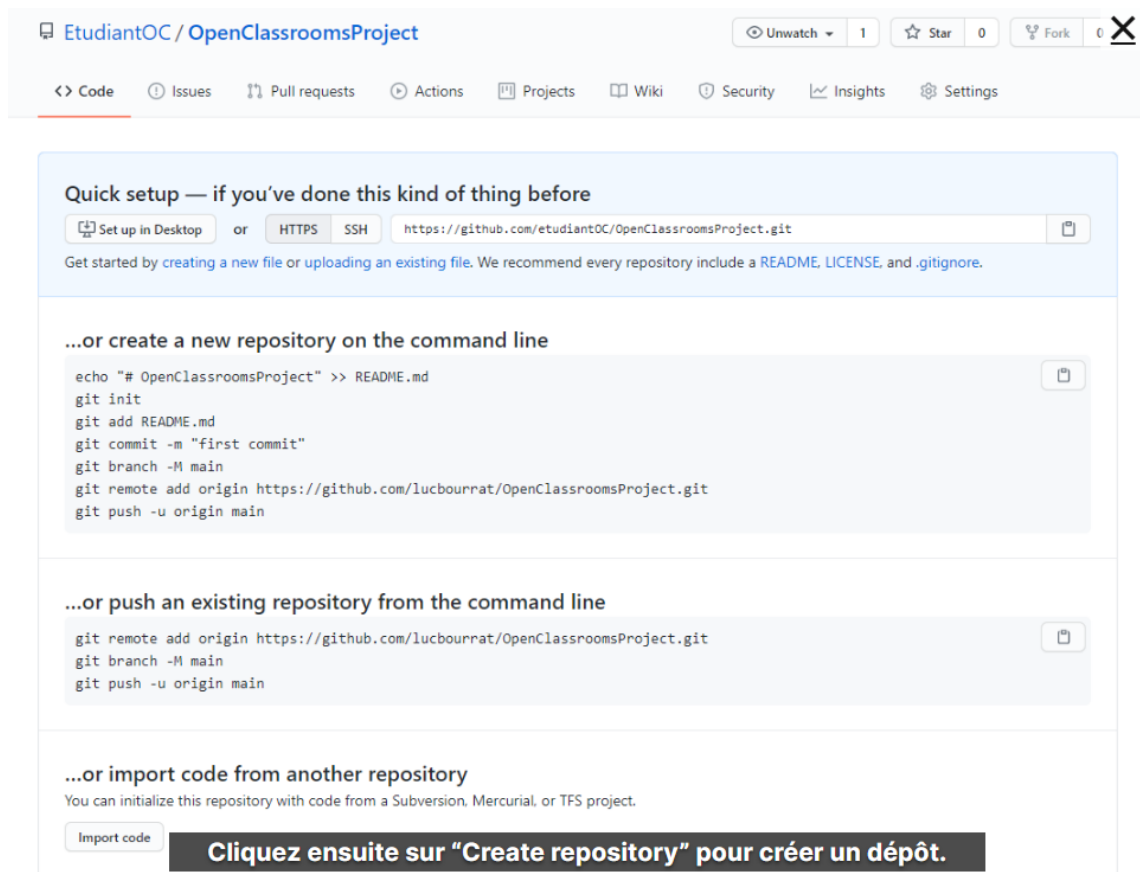 EtudiantOC / OpenClassroomsProject
Unwatch 1 Star 0 Fork 0
<> Code Issues Pull requests Actions Projects Wiki Security Insights Settings
Quick setup — if you’ve done this kind of thing before
Set up in Desktop or HTTPS SSH https://github.com/etudiantOC/OpenClassroomsProject.git
Get started by creating a new file or uploading an existing file. We recommend every repository include a README, LICENSE, and .gitignore.
...or create a new repository on the command line
echo "# OpenClassroomsProject" >> README.md
git init
git add README.md
git commit -m "first commit"
git branch -M main
git remote add origin https://github.com/lucbourrat/OpenClassroomsProject.git
git push -u origin main
...or push an existing repository from the command line
git remote add origin https://github.com/lucbourrat/OpenClassroomsProject.git
git branch -M main
git push -u origin main
...or import code from another repository
You can initialize this repository with code from a Subversion, Mercurial, or TFS project.
Import code
Cliquez ensuite sur “Create repository” pour créer un dépôt.